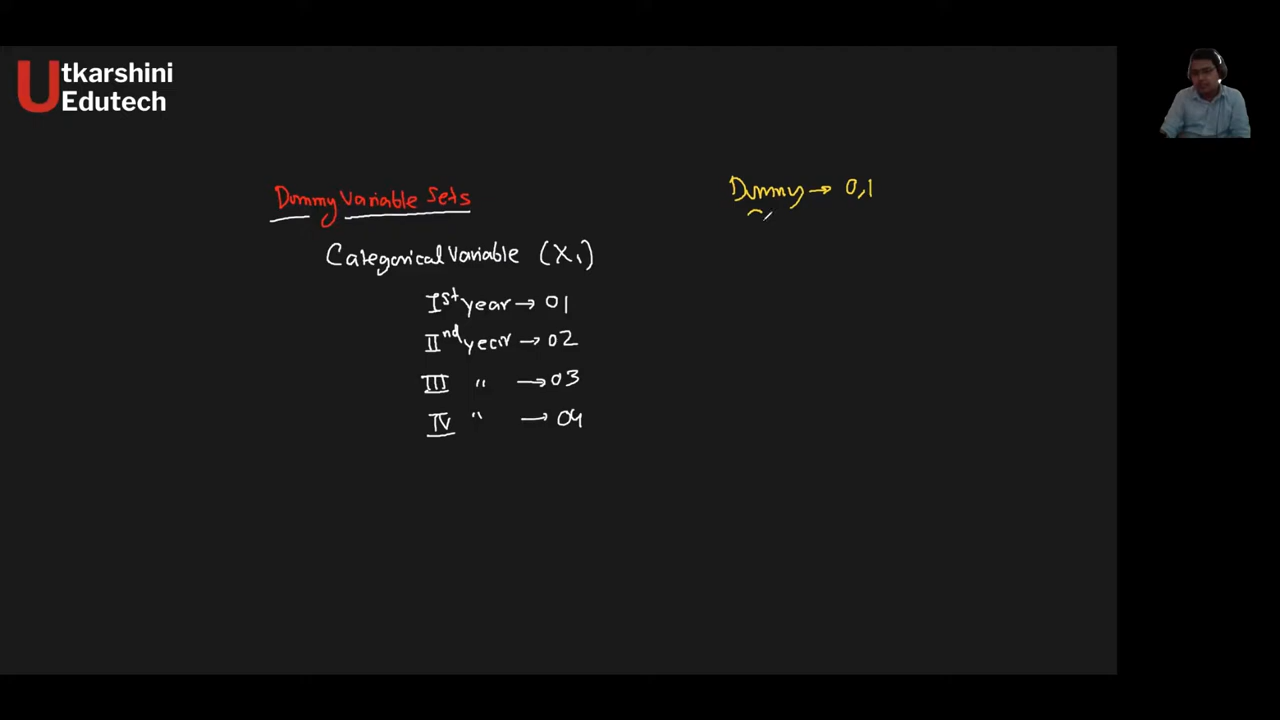 Utkarshini
Edutech
Dummy Variable Sets
Dummy → 0,1
Categorical Variable (X1)
Ist year → 01
IInd year → 02
III " → 03
IV " → 04